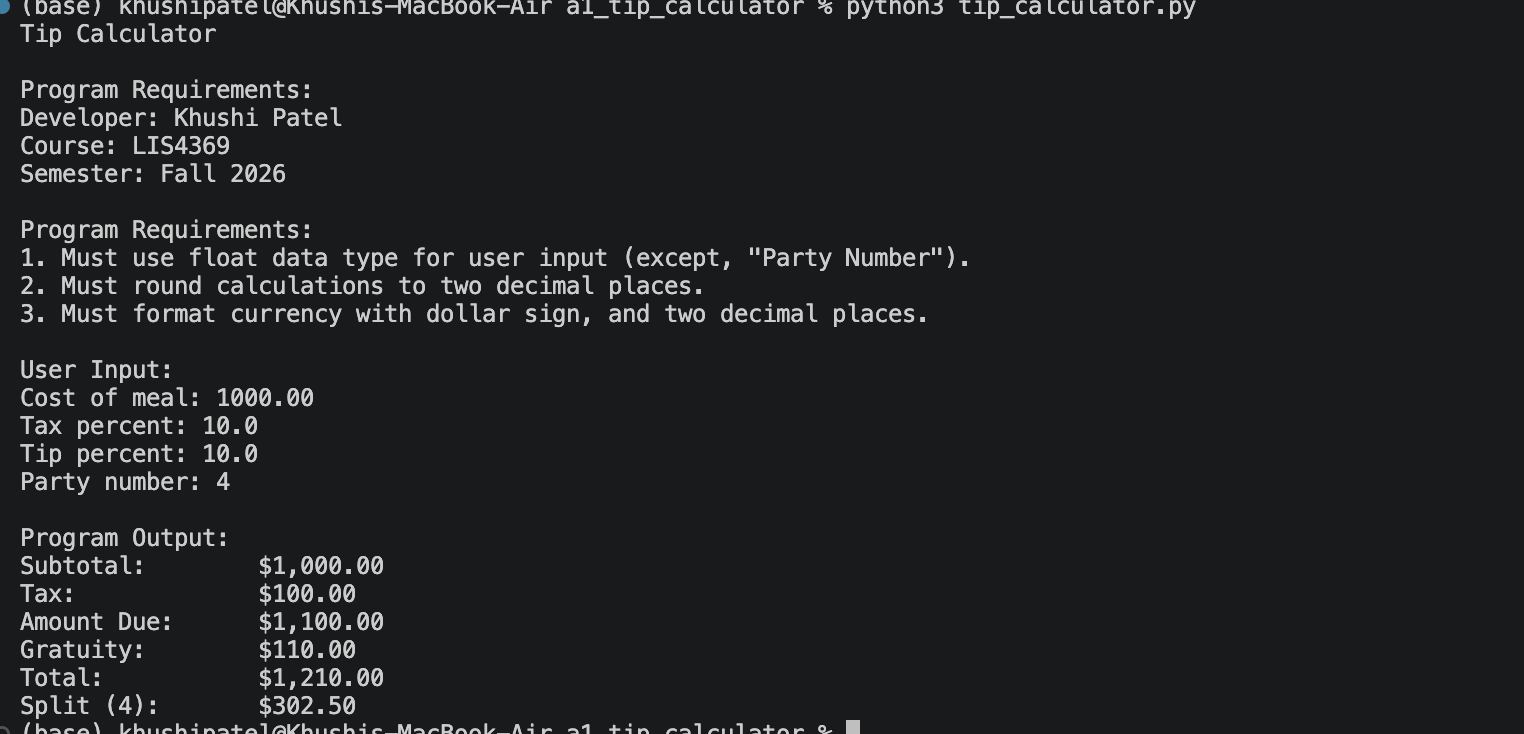 (base) khushipatel@Khushis-MacBook-Air a1_tip_calculator % python3 tip_calculator.py
Tip Calculator
Program Requirements:
Developer: Khushi Patel
Course: LIS4369
Semester: Fall 2026
Program Requirements:
1. Must use float data type for user input (except, "Party Number").
2. Must round calculations to two decimal places.
3. Must format currency with dollar sign, and two decimal places.
User Input:
Cost of meal: 1000.00
Tax percent: 10.0
Tip percent: 10.0
Party number: 4
Program Output:
Subtotal: $1,000.00
Tax: $100.00
Amount Due: $1,100.00
Gratuity: $110.00
Total: $1,210.00
Split (4): $302.50
(base) khushipatel@Khushis-MacBook-Air a1_tip_calculator %